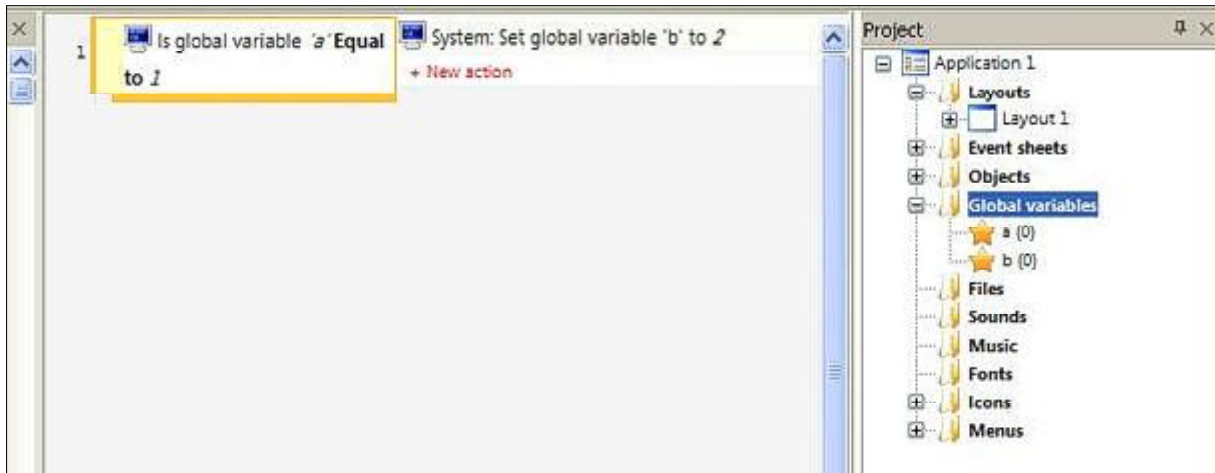 1
Is global variable 'a' Equal
to 1
System: Set global variable 'b' to 2
+ New action
Project
Application 1
Layouts
Layout 1
Event sheets
Objects
Global variables
a {0}
b {0}
Files
Sounds
Music
Fonts
Icons
Menus